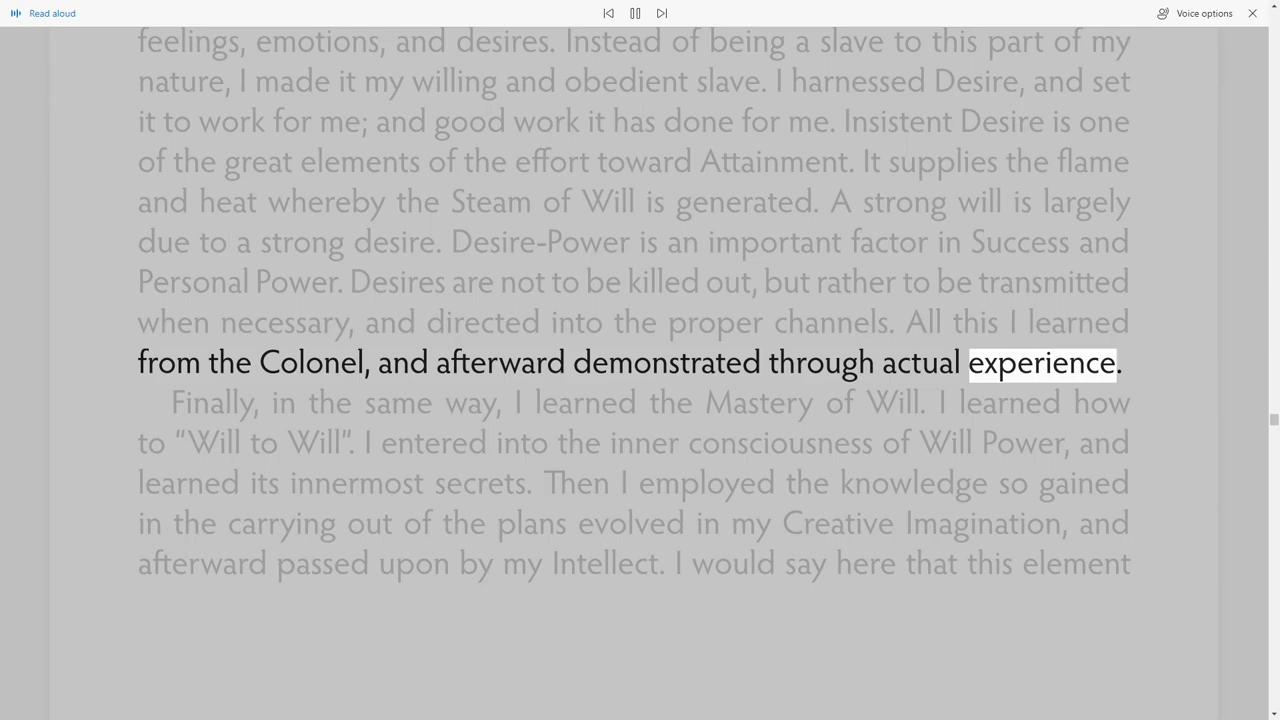 Read aloud
Voice options
feelings, emotions, and desires. Instead of being a slave to this part of my
nature, I made it my willing and obedient slave. I harnessed Desire, and set
it to work for me; and good work it has done for me. Insistent Desire is one
of the great elements of the effort toward Attainment. It supplies the flame
and heat whereby the Steam of Will is generated. A strong will is largely
due to a strong desire. Desire-Power is an important factor in Success and
Personal Power. Desires are not to be killed out, but rather to be transmitted
when necessary, and directed into the proper channels. All this I learned
from the Colonel, and afterward demonstrated through actual experience.
Finally, in the same way, I learned the Mastery of Will. I learned how
to "Will to Will". I entered into the inner consciousness of Will Power, and
learned its innermost secrets. Then I employed the knowledge so gained
in the carrying out of the plans evolved in my Creative Imagination, and
afterward passed upon by my Intellect. I would say here that this element